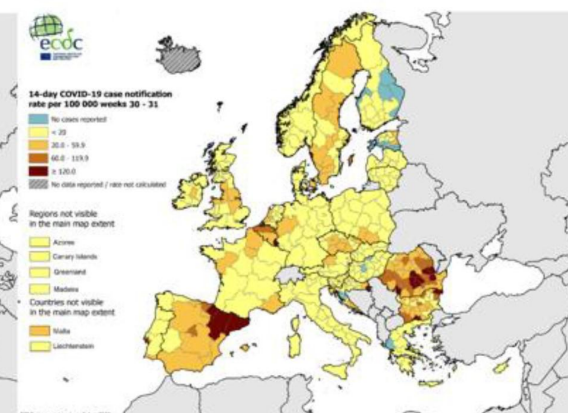 ecdc
14-day COVID-19 case notification
rate per 100 000 weeks 30 - 31
No cases reported
< 20
20.0 - 59.9
60.0 - 119.9
≥ 120.0
No data reported / rate not calculated
Regions not visible
in the main map extent
Azores
Canary Islands
Greenland
Madeira
Countries not visible
in the main map extent
Malta
Liechtenstein